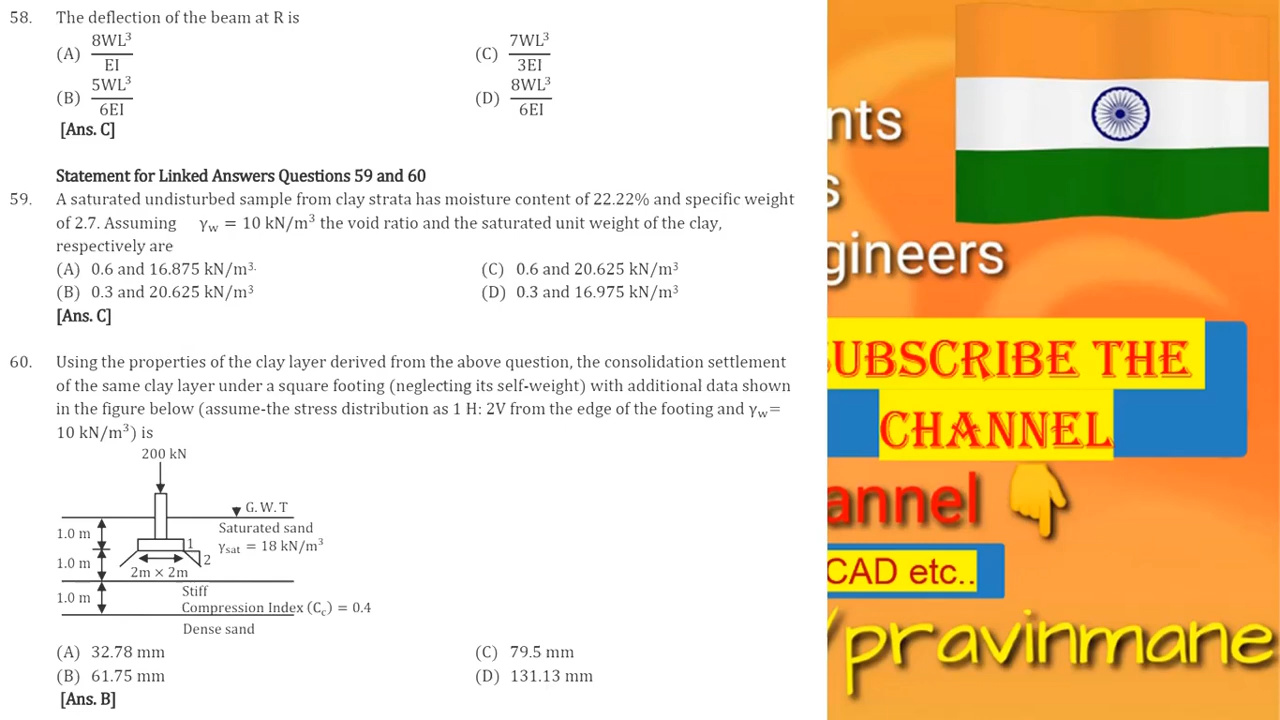 58. The deflection of the beam at R is
(A) 8WL³/EI
(C) 7WL³/3EI
(B) 5WL³/6EI
(D) 8WL³/6EI
[Ans. C]
Statement for Linked Answers Questions 59 and 60
59. A saturated undisturbed sample from clay strata has moisture content of 22.22% and specific weight
of 2.7. Assuming γw = 10 kN/m³ the void ratio and the saturated unit weight of the clay,
respectively are
(A) 0.6 and 16.875 kN/m³.
(C) 0.6 and 20.625 kN/m³
(B) 0.3 and 20.625 kN/m³
(D) 0.3 and 16.975 kN/m³
[Ans. C]
60. Using the properties of the clay layer derived from the above question, the consolidation settlement
of the same clay layer under a square footing (neglecting its self-weight) with additional data shown
in the figure below (assume-the stress distribution as 1 H: 2V from the edge of the footing and γw=
10 kN/m³) is
200 kN
G.W.T
Saturated sand
1.0 m
γsat = 18 kN/m³
1
2
1.0 m
2m × 2m
Stiff
1.0 m
Compression Index (Cc) = 0.4
Dense sand
(A) 32.78 mm
(C) 79.5 mm
(B) 61.75 mm
(D) 131.13 mm
[Ans. B]
nts
s
gineers
UBSCRIBE THE
CHANNEL
annel
CAD etc..
/pravinmane